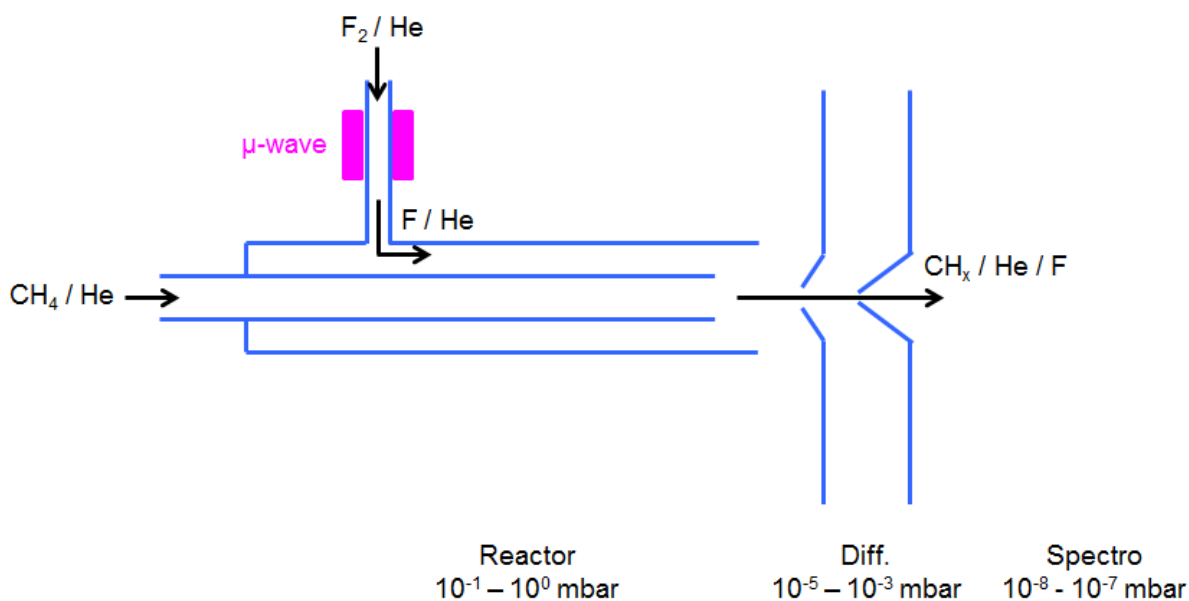 F₂ / He
µ-wave
F / He
CH₄ / He
CHₓ / He / F
Reactor
10⁻¹ – 10⁰ mbar
Diff.
10⁻⁵ – 10⁻³ mbar
Spectro
10⁻⁸ - 10⁻⁷ mbar